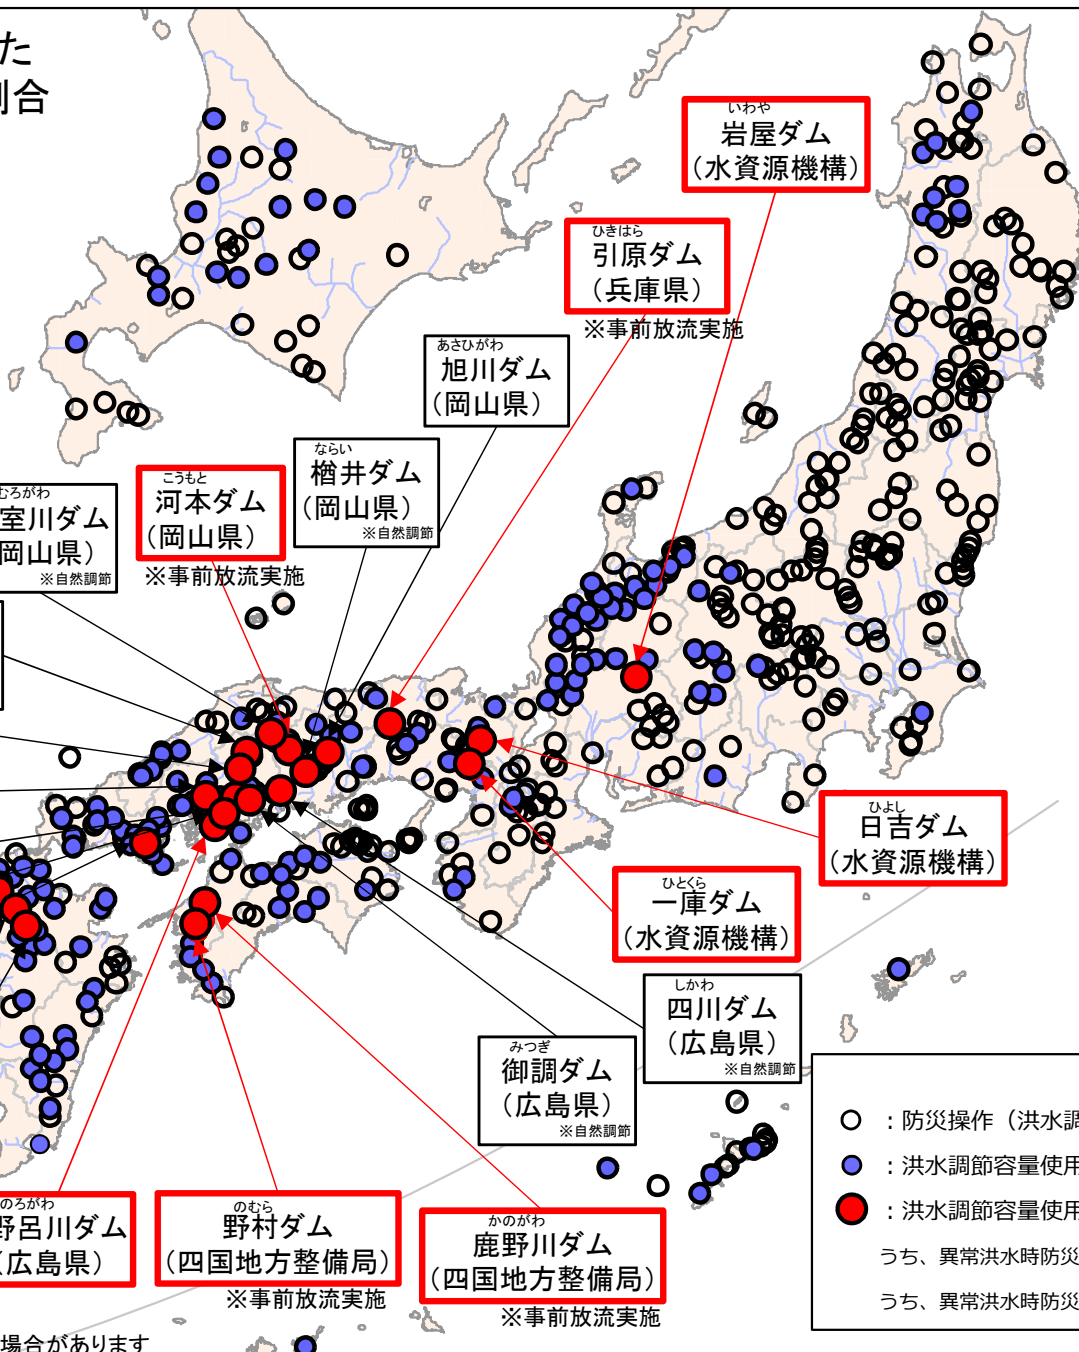 た
割合
いわや
岩屋ダム
(水資源機構)
ひきはら
引原ダム
(兵庫県)
※事前放流実施
あさひがわ
旭川ダム
(岡山県)
ならい
楢井ダム
(岡山県)
※自然調節
こうもと
河本ダム
(岡山県)
※事前放流実施
むろがわ
室川ダム
岡山県)
※自然調節
ひよし
日吉ダム
(水資源機構)
ひとくら
一庫ダム
(水資源機構)
しかわ
四川ダム
(広島県)
※自然調節
みつぎ
御調ダム
(広島県)
※自然調節
のろがわ
野呂川ダム
(広島県)
のむら
野村ダム
(四国地方整備局)
※事前放流実施
かのがわ
鹿野川ダム
(四国地方整備局)
※事前放流実施
：防災操作（洪水調
：洪水調節容量使用
：洪水調節容量使用
うち、異常洪水時防災
うち、異常洪水時防災
場合があります